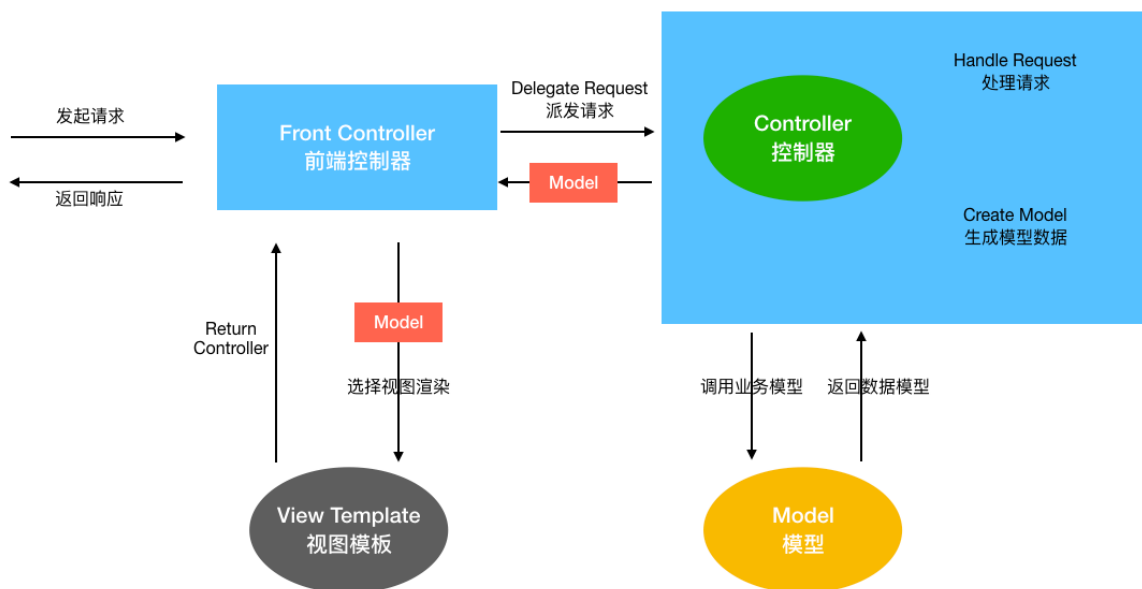 发起请求
返回响应
Front Controller
前端控制器
Delegate Request
派发请求
Model
Controller
控制器
Handle Request
处理请求
Create Model
生成模型数据
Return
Controller
Model
选择视图渲染
调用业务模型
返回数据模型
View Template
视图模板
Model
模型